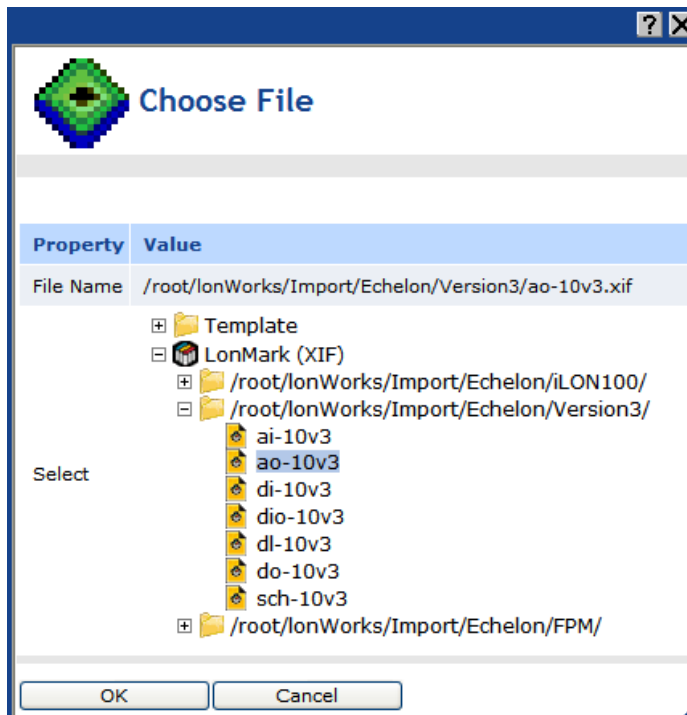 ?
Choose File
Property Value
File Name /root/lonWorks/Import/Echelon/Version3/ao-10v3.xif
Template
LonMark (XIF)
/root/lonWorks/Import/Echelon/iLON100/
/root/lonWorks/Import/Echelon/Version3/
ai-10v3
Select
ao-10v3
di-10v3
dio-10v3
dl-10v3
do-10v3
sch-10v3
/root/lonWorks/Import/Echelon/FPM/
OK Cancel